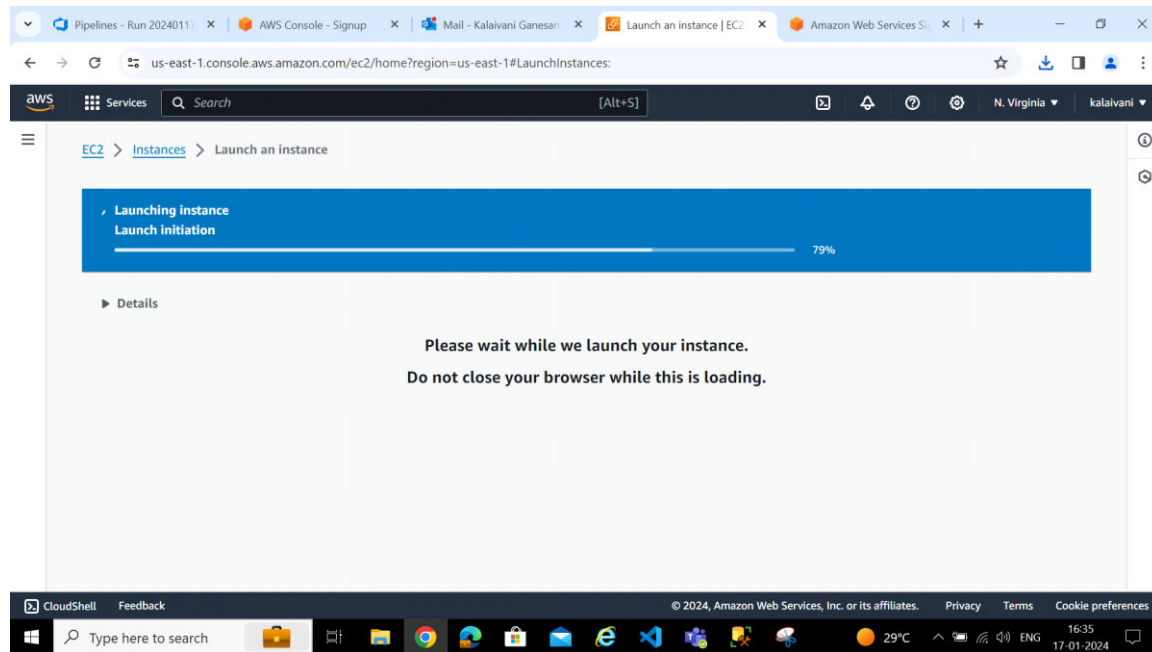 Pipelines - Run 20240117
AWS Console - Signup
Mail - Kalaivani Ganesan
Launch an instance | EC2
Amazon Web Services Sig
us-east-1.console.aws.amazon.com/ec2/home?region=us-east-1#LaunchInstances:
aws
Services
Search
[Alt+S]
N. Virginia
kalaivani
EC2 > Instances > Launch an instance
Launching instance
Launch initiation
79%
Details
Please wait while we launch your instance.
Do not close your browser while this is loading.
CloudShell
Feedback
© 2024, Amazon Web Services, Inc. or its affiliates.
Privacy
Terms
Cookie preferences
Type here to search
29°C
ENG
16:35
17-01-2024